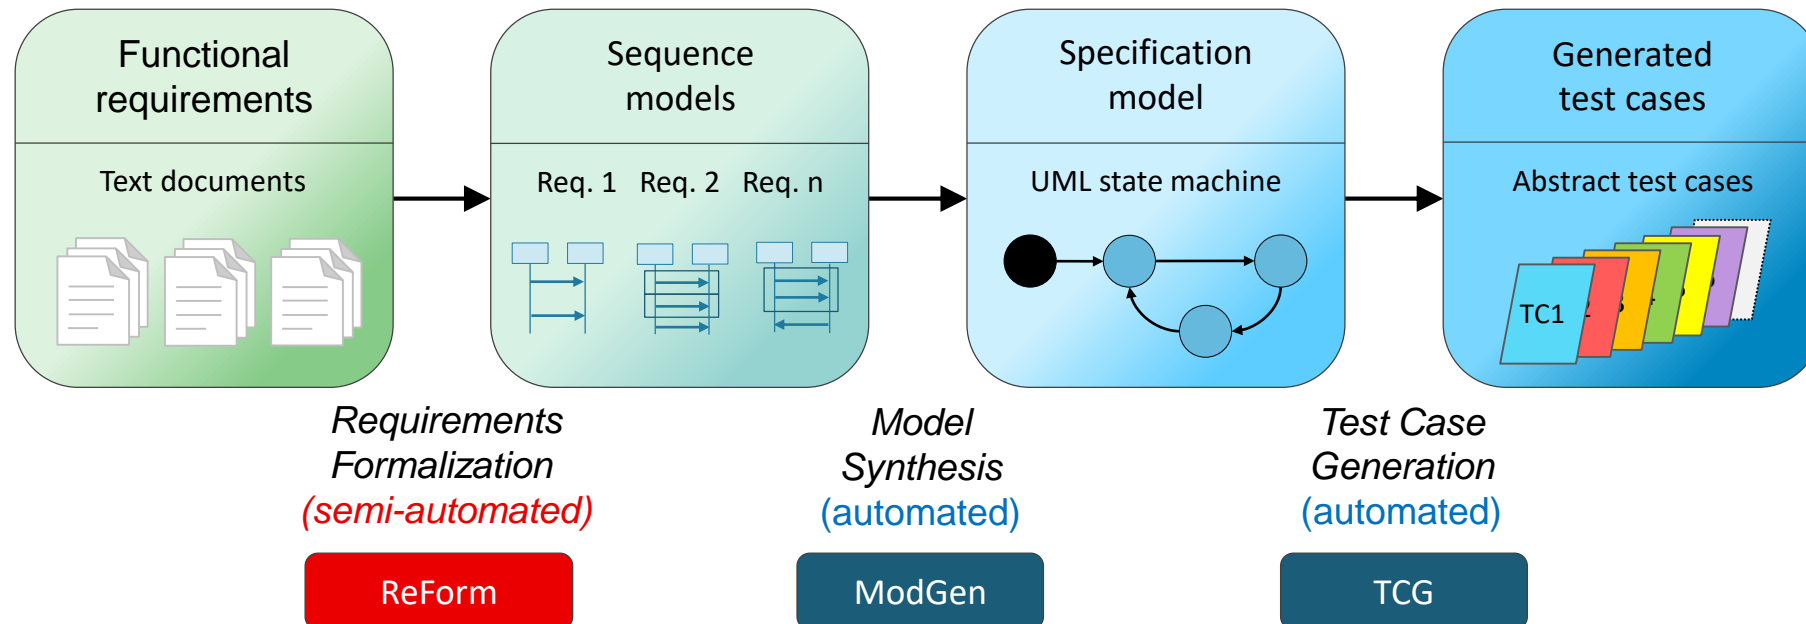 Functional
requirements
Text documents
Sequence
models
Req. 1 Req. 2 Req. n
Specification
model
UML state machine
Generated
test cases
Abstract test cases
TC1
Requirements
Formalization
(semi-automated)
Model
Synthesis
(automated)
Test Case
Generation
(automated)
ReForm
ModGen
TCG